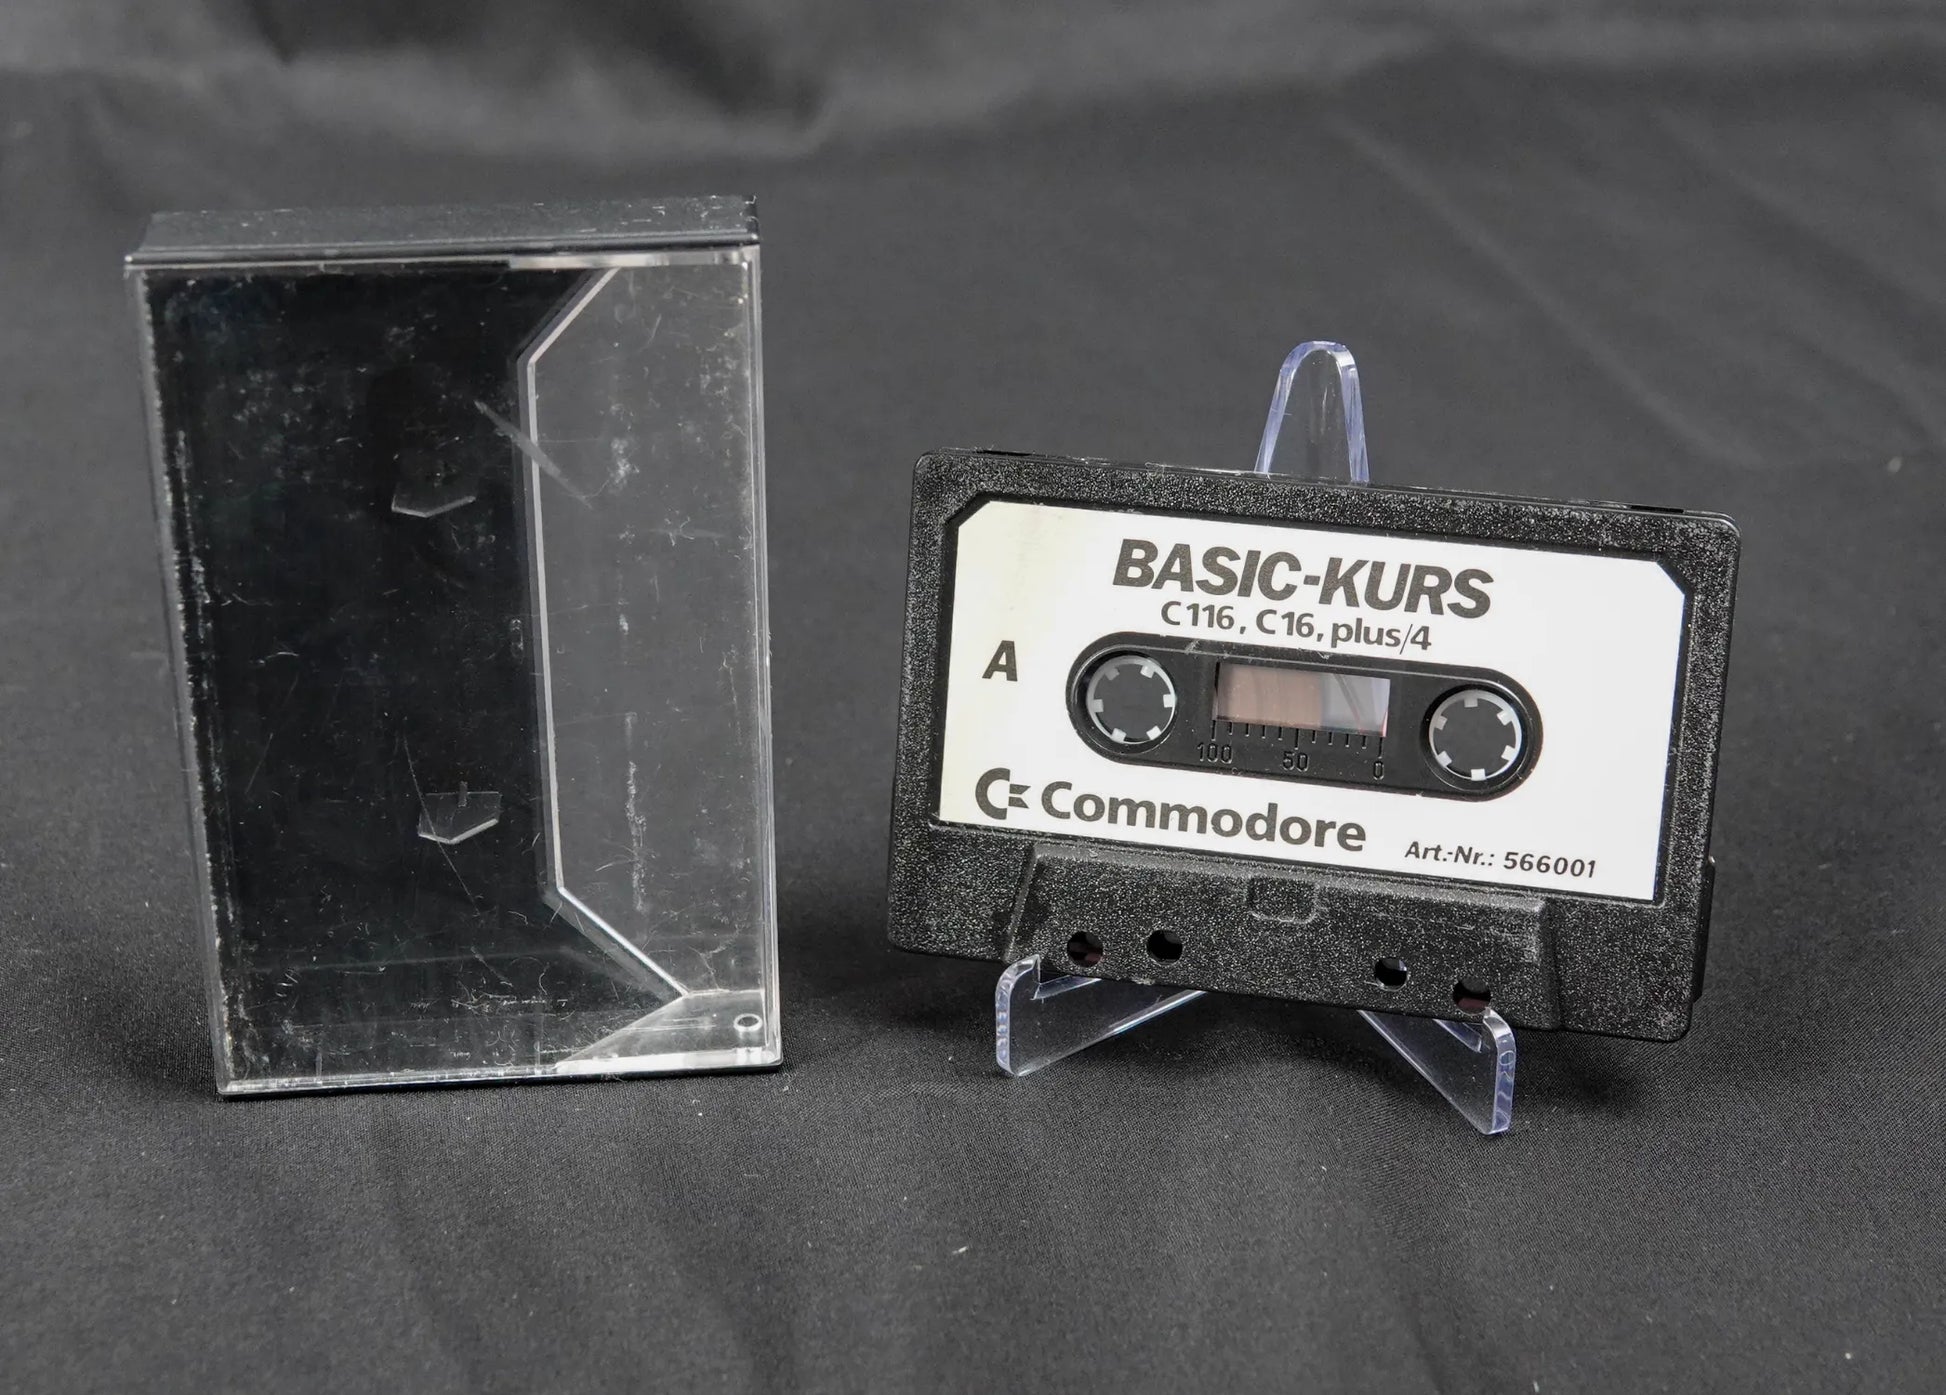 BASIC-KURS
C116, C16, plus/4
A
100 50 0
Commodore
Art.-Nr.: 566001